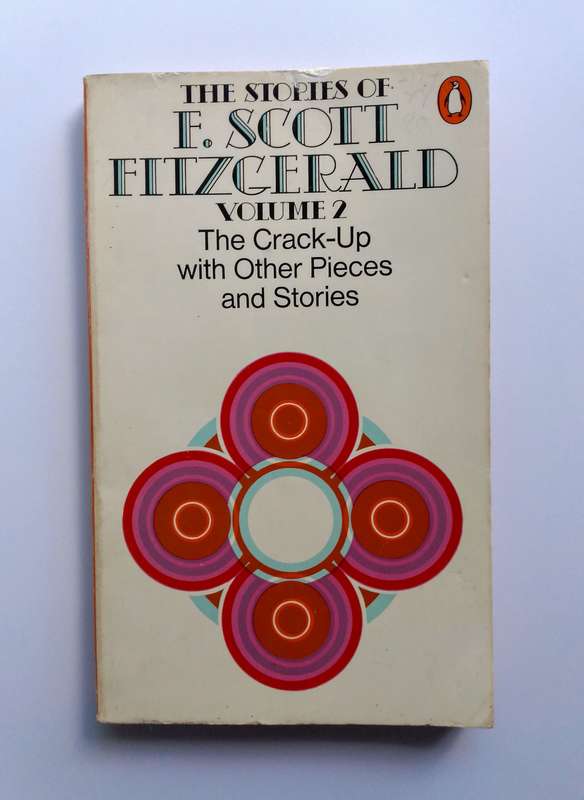 THE STORIES OF
F. SCOTT
FITZGERALD
VOLUME 2
The Crack-Up
with Other Pieces
and Stories